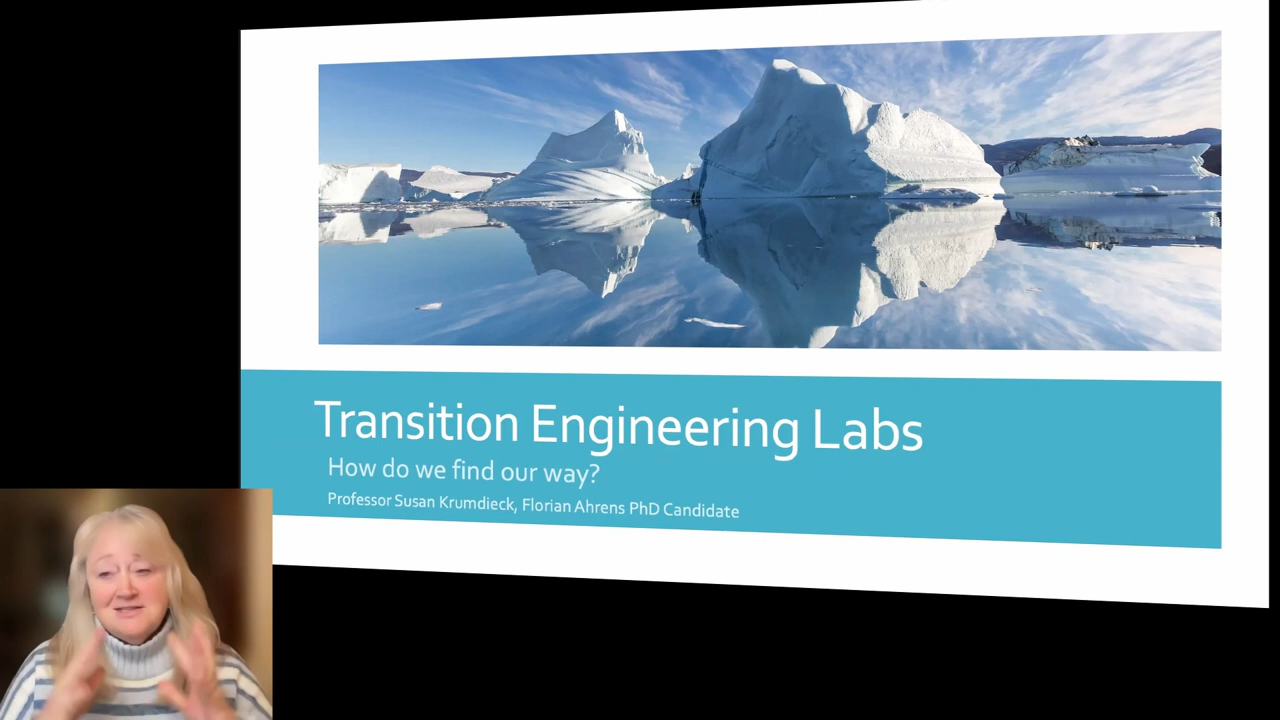 Transition Engineering Labs
How do we find our way?
Professor Susan Krumdieck, Florian Ahrens PhD Candidate